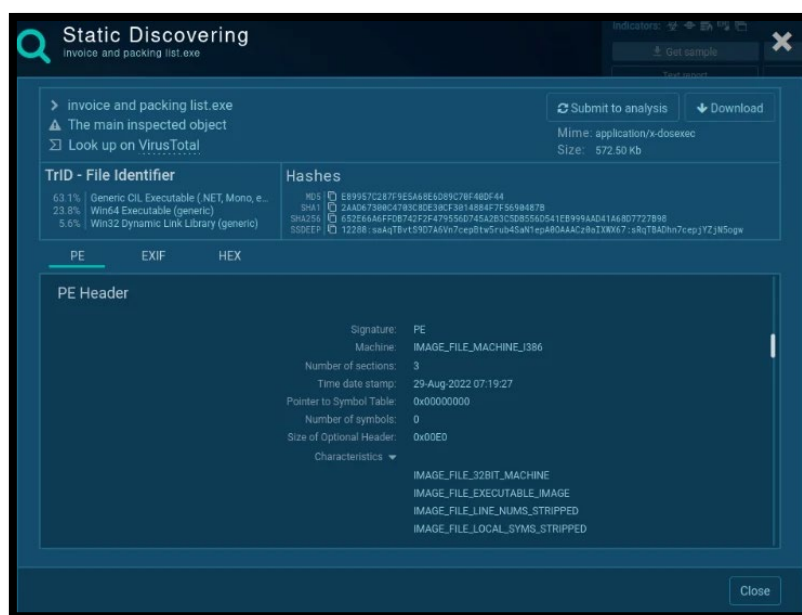 Static Discovering
invoice and packing list.exe
Indicators:
Get sample
Text report
invoice and packing list.exe
The main inspected object
Look up on VirusTotal
Submit to analysis
Download
Mime: application/x-dosexec
Size: 572.50 Kb
TrID - File Identifier
63.1% Generic CIL Executable (.NET, Mono, e...
23.8% Win64 Executable (generic)
5.6% Win32 Dynamic Link Library (generic)
Hashes
MD5
SHA1
SHA256
SSDEEP
PE EXIF HEX
PE Header
Signature: PE
Machine: IMAGE_FILE_MACHINE_I386
Number of sections: 3
Time date stamp: 29-Aug-2022 07:19:27
Pointer to Symbol Table: 0x00000000
Number of symbols: 0
Size of Optional Header: 0x00E0
Characteristics
IMAGE_FILE_32BIT_MACHINE
IMAGE_FILE_EXECUTABLE_IMAGE
IMAGE_FILE_LINE_NUMS_STRIPPED
IMAGE_FILE_LOCAL_SYMS_STRIPPED
Close